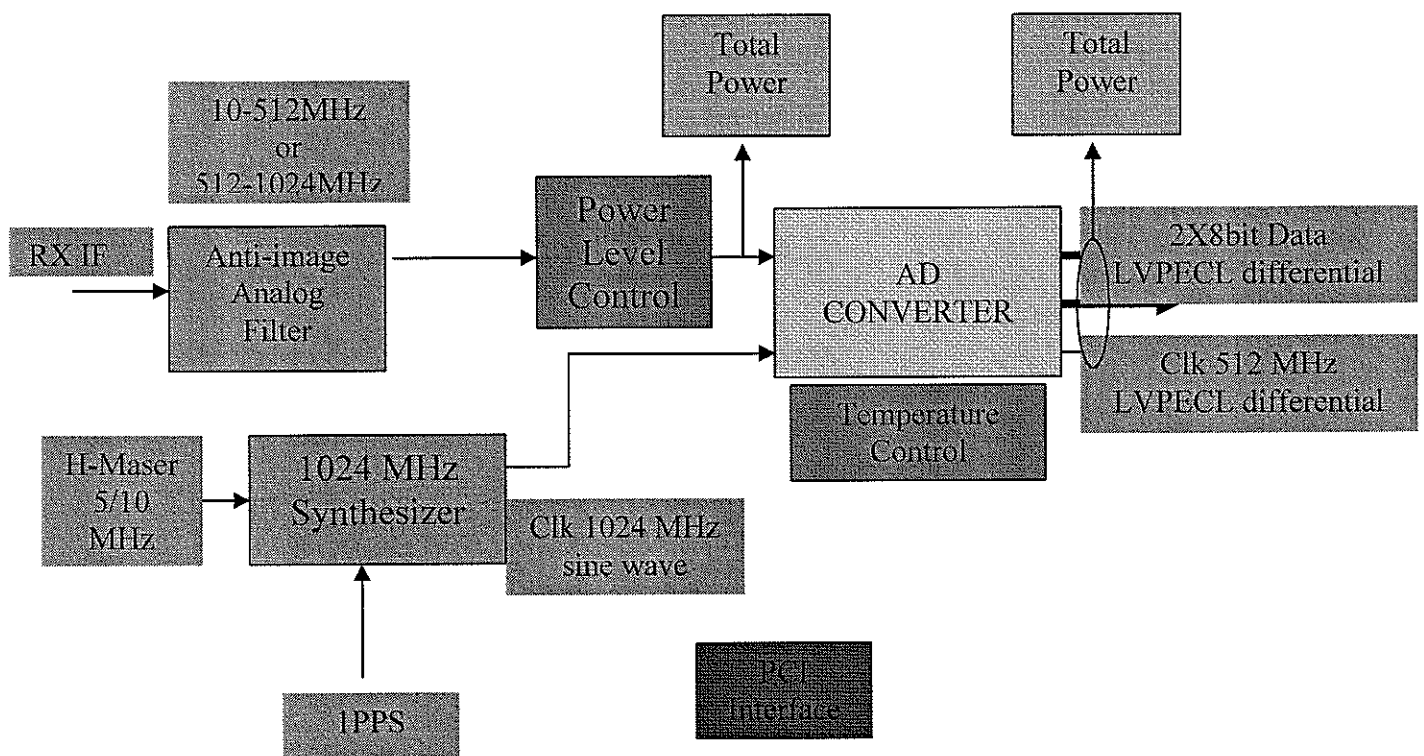 Total
Power
Total
Power
10-512MHz
or
512-1024MHz
RX IF
Anti-image
Analog
Filter
Power
Level
Control
AD
CONVERTER
2X8bit Data
LVPECL differential
Clk 512 MHz
LVPECL differential
Temperature
Control
H-Maser
5/10
MHz
1024 MHz
Synthesizer
Clk 1024 MHz
sine wave
1PPS
PCI
Interface